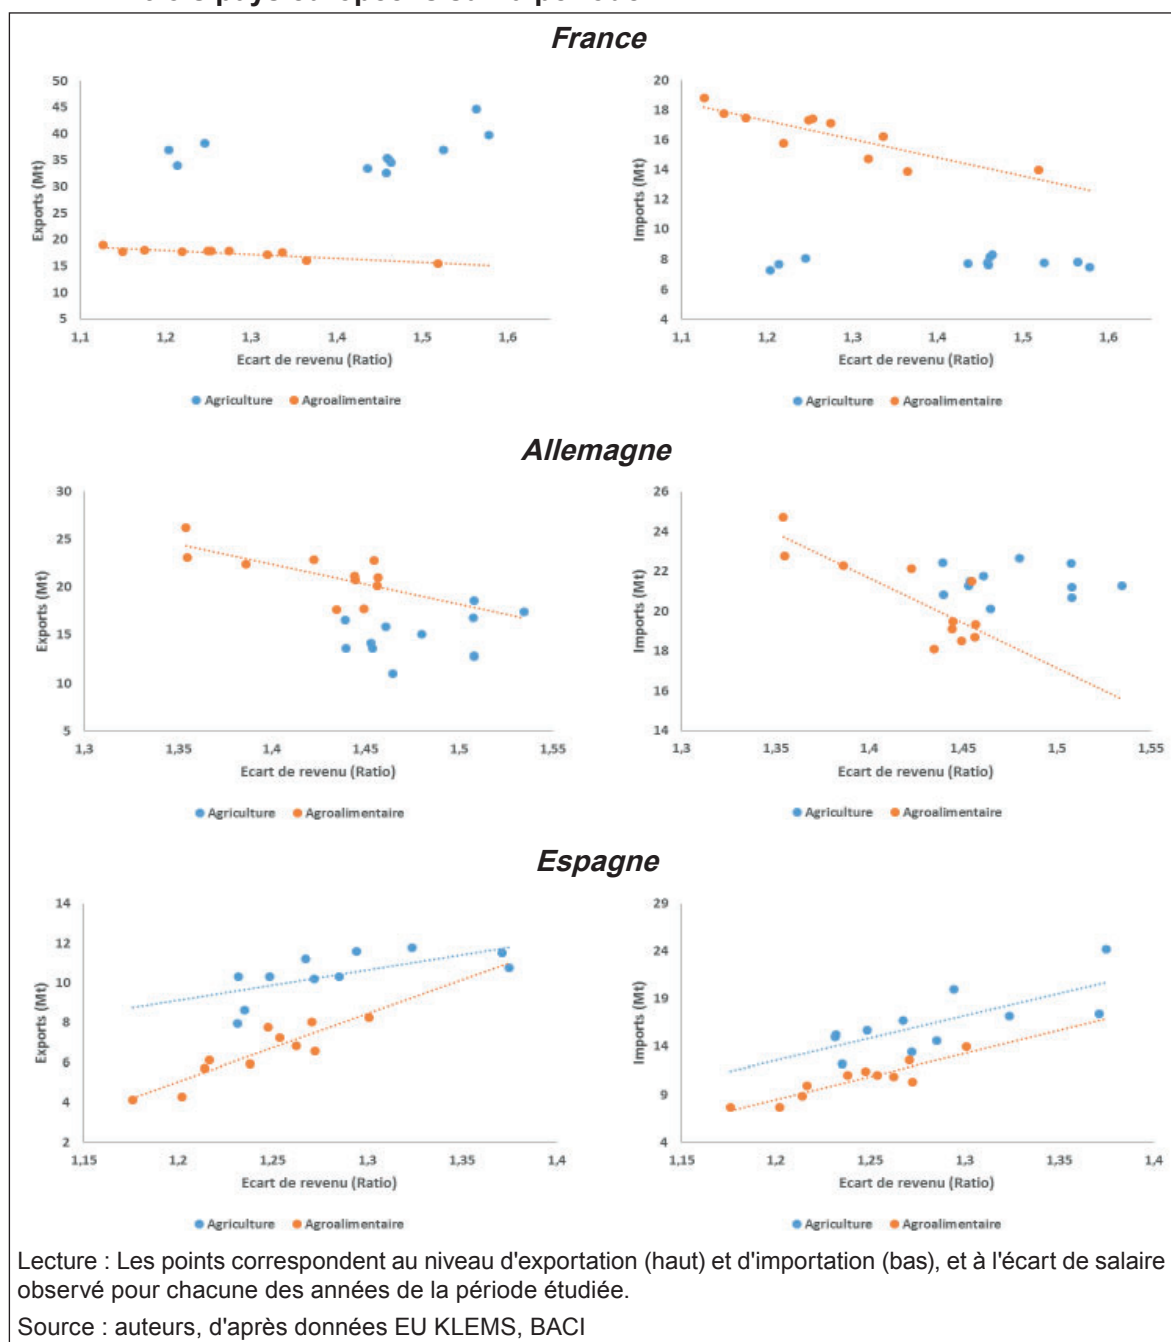 France
50
45
40
35
30
25
20
15
10
5
Exports (Mt)
1,1 1,2 1,3 1,4 1,5 1,6
Ecart de revenu (Ratio)
Agriculture Agroalimentaire
20
18
16
14
12
10
8
6
4
Imports (Mt)
1,1 1,2 1,3 1,4 1,5 1,6
Ecart de revenu (Ratio)
Agriculture Agroalimentaire
Allemagne
30
25
20
15
10
5
Exports (Mt)
1,3 1,35 1,4 1,45 1,5 1,55
Ecart de revenu (Ratio)
Agriculture Agroalimentaire
26
24
22
20
18
16
14
Imports (Mt)
1,3 1,35 1,4 1,45 1,5 1,55
Ecart de revenu (Ratio)
Agriculture Agroalimentaire
Espagne
14
12
10
8
6
4
2
Exports (Mt)
1,15 1,2 1,25 1,3 1,35 1,4
Ecart de revenu (Ratio)
Agriculture Agroalimentaire
29
24
19
14
9
4
Imports (Mt)
1,15 1,2 1,25 1,3 1,35 1,4
Ecart de revenu (Ratio)
Agriculture Agroalimentaire
Lecture : Les points correspondent au niveau d'exportation (haut) et d'importation (bas), et à l'écart de salaire
observé pour chacune des années de la période étudiée.
Source : auteurs, d'après données EU KLEMS, BACI